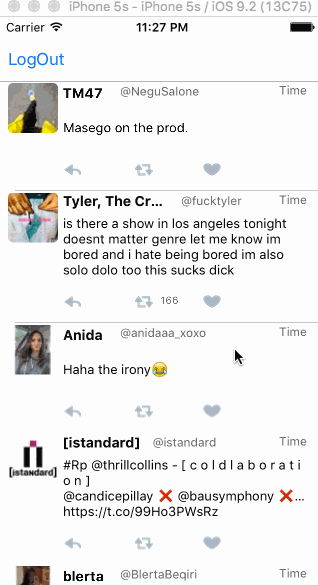 iPhone 5s - iPhone 5s / iOS 9.2 (13C75)
Carrier 11:27 PM
LogOut
TM47 @NeguSalone Time
Masego on the prod.
Tyler, The Cr... @fucktyler Time
is there a show in los angeles tonight
doesnt matter genre let me know im
bored and i hate being bored im also
solo dolo too this sucks dick
166
Anida @anidaaa_xoxo Time
Haha the irony😂
[istandard] @istandard Time
[istandard]
#Rp @thrillcollins - [ c o l d l a b o r a t i
o n ]
@candicepillay ❌ @bausymphony ❌...
https://t.co/99Ho3PWsRz
blerta @BlertaBeqiri Time